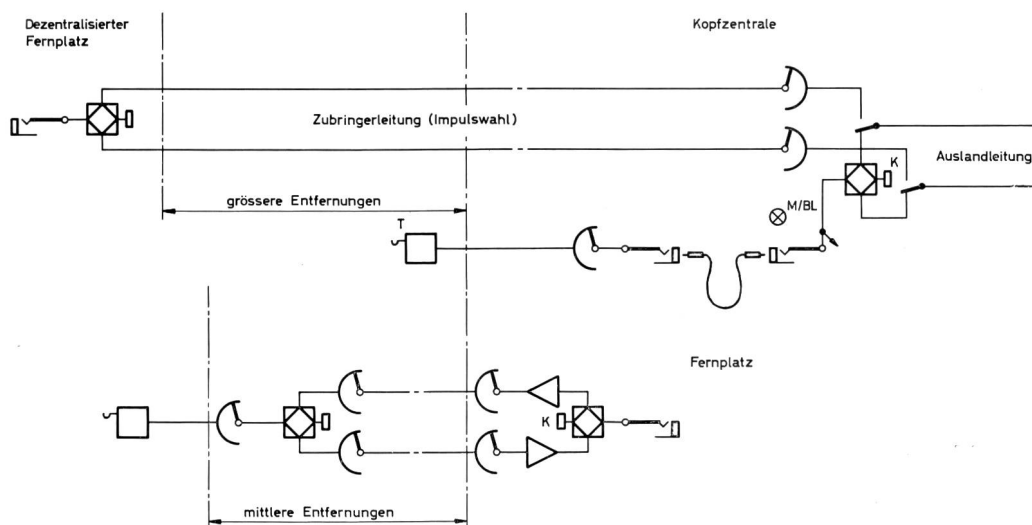 Dezentralisierter
Fernplatz
Kopfzentrale
Zubringerleitung (Impulswahl)
K
Auslandleitung
grössere Entfernungen
M/BL
T
Fernplatz
K
mittlere Entfernungen